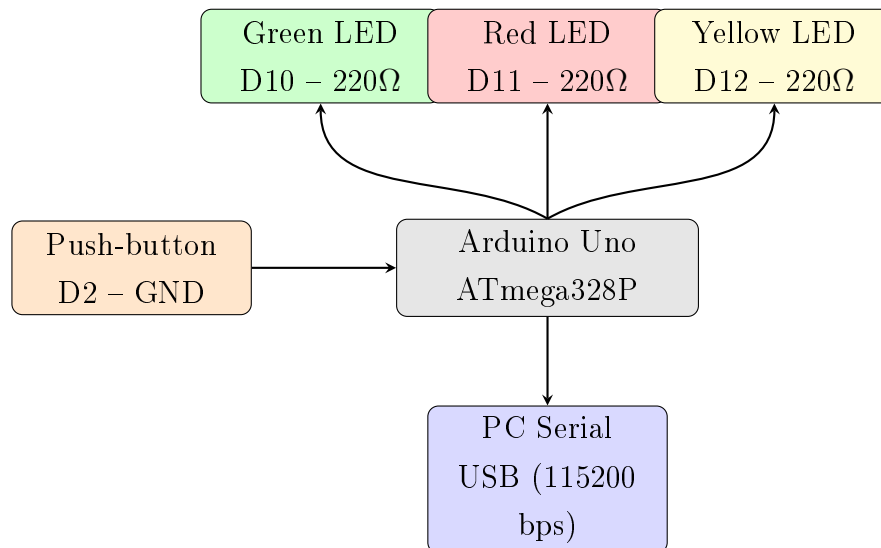 Green LED
D10 – 220Ω
Red LED
D11 – 220Ω
Yellow LED
D12 – 220Ω
Push-button
D2 – GND
Arduino Uno
ATmega328P
PC Serial
USB (115200
bps)